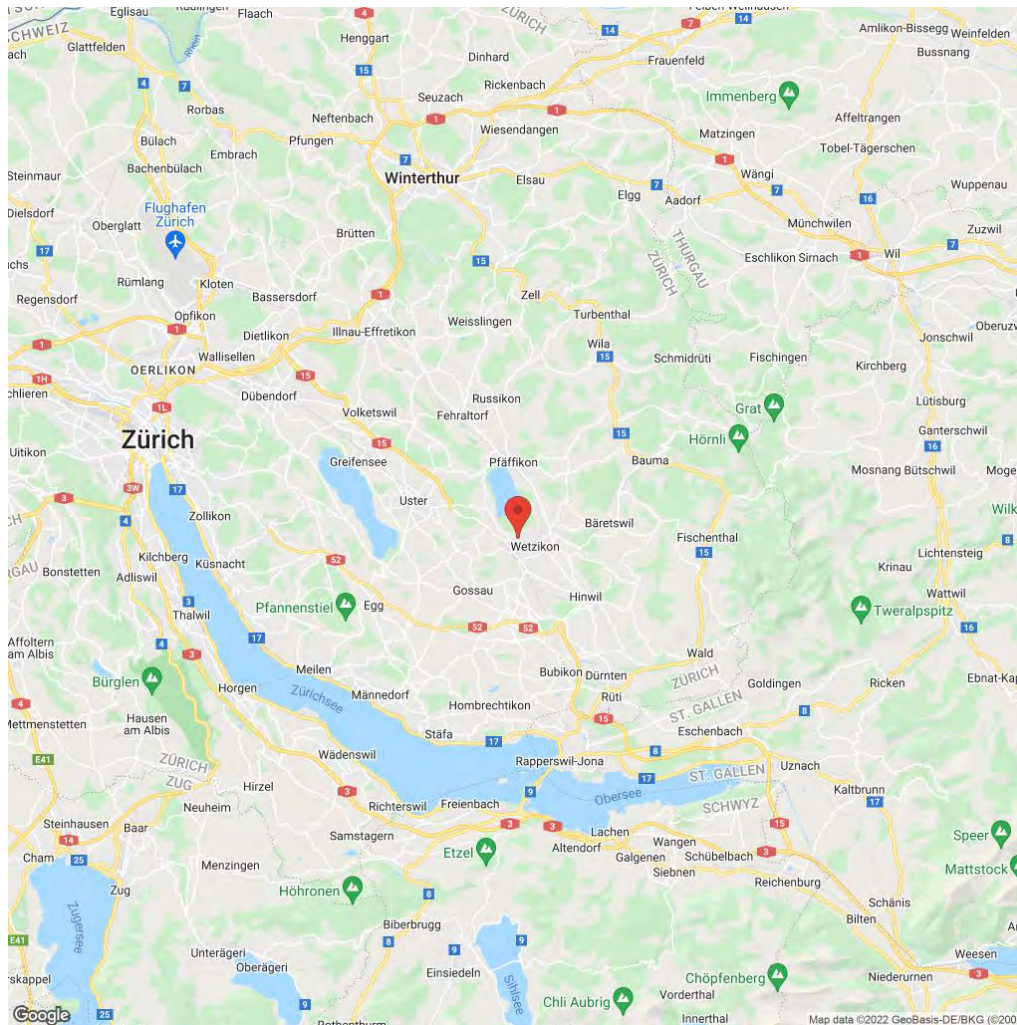 Eglisau
Rüdlingen
Flaach
Henggart
ZÜRICH
Amlikon-Bissegg
Weinfelden
Bussnang
SCHWEIZ
Glattfelden
Rhein
Dinhard
Frauenfeld
Rickenbach
Seuzach
Immenberg
Rorbas
Neftenbach
Wiesendangen
Affeltrangen
Matzingen
Bülach
Pfungen
Embrach
Tobel-Tägerschen
Bachenbülach
Steinmaur
Winterthur
Elsau
Wängi
Elgg
Aadorf
Wuppenau
Dielsdorf
Flughafen
Zürich
Oberglatt
Münchwilen
Brütten
THURGAU
ZÜRICH
Zuzwil
Eschlikon
Sirnach
Wil
Rümlang
Kloten
Bassersdorf
Zell
Regensdorf
Opfikon
Weisslingen
Turbenthal
Dietlikon
Illnau-Effretikon
Jonschwil
Wila
Wallisellen
Schmidrüti
Fischingen
Kirchberg
OERLIKON
Dübendorf
Russikon
Lütisburg
Volketswil
Fehraltorf
Grat
Zürich
Hörnli
Ganterschwil
Uitikon
Greifensee
Pfäffikon
Bauma
Mosnang
Bütschwil
Uster
Zollikon
Bäretswil
Wetzikon
Fischenthal
Kilchberg
Küsnacht
Lichtensteig
Bonstetten
Adliswil
Krinau
Gossau
Hinwil
Wattwil
Thalwil
Pfannenstiel
Egg
Tweralpspitz
Affoltern
am Albis
Wald
Meilen
Bubikon
Dürnten
ZÜRICH
Bürglen
Horgen
Zürichsee
Männedorf
Rüti
Goldingen
Ricken
Hombrechtikon
ST. GALLEN
Mettmenstetten
Hausen
am Albis
Stäfa
Eschenbach
Wädenswil
Rapperswil-Jona
ZÜRICH
ZUG
Hirzel
ST. GALLEN
Uznach
Obersee
Kaltbrunn
Neuheim
Richterswil
Freienbach
SCHWYZ
Steinhausen
Baar
Samstagern
Lachen
Speer
Cham
Etzel
Altendorf
Wangen
Galgenen
Schübelbach
Menzingen
Siebnen
Mattstock
Zug
Höhronen
Reichenburg
Schänis
Zugersee
Biberbrugg
Bilten
Unterägeri
Oberägeri
Weesen
Einsiedeln
Sihlsee
Chöpfenberg
Niederurnen
Chli Aubrig
Vorderthal
Innerthal
Rothenthurm
Google
Map data ©2022 GeoBasis-DE/BKG (©200